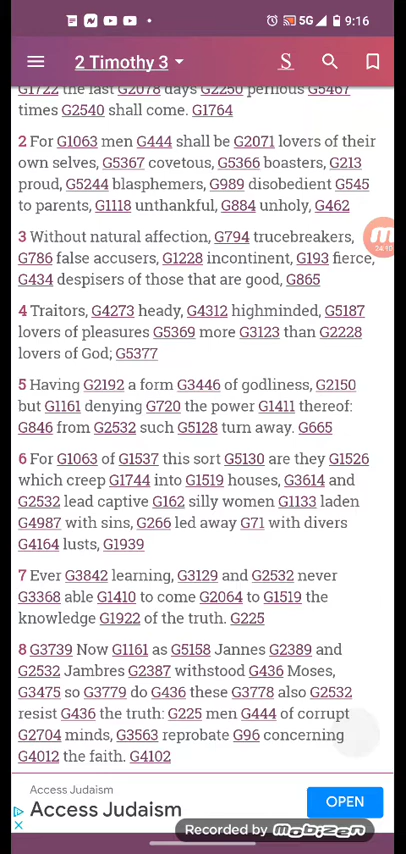 5G 9:16
2 Timothy 3
S
G1722 the last G2078 days G2250 perilous G5467
times G2540 shall come. G1764
2 For G1063 men G444 shall be G2071 lovers of their
own selves, G5367 covetous, G5366 boasters, G213
proud, G5244 blasphemers, G989 disobedient G545
to parents, G1118 unthankful, G884 unholy, G462
3 Without natural affection, G794 trucebreakers,
G786 false accusers, G1228 incontinent, G193 fierce,
G434 despisers of those that are good, G865
24:10
4 Traitors, G4273 heady, G4312 highminded, G5187
lovers of pleasures G5369 more G3123 than G2228
lovers of God; G5377
5 Having G2192 a form G3446 of godliness, G2150
but G1161 denying G720 the power G1411 thereof:
G846 from G2532 such G5128 turn away. G665
6 For G1063 of G1537 this sort G5130 are they G1526
which creep G1744 into G1519 houses, G3614 and
G2532 lead captive G162 silly women G1133 laden
G4987 with sins, G266 led away G71 with divers
G4164 lusts, G1939
7 Ever G3842 learning, G3129 and G2532 never
G3368 able G1410 to come G2064 to G1519 the
knowledge G1922 of the truth. G225
8 G3739 Now G1161 as G5158 Jannes G2389 and
G2532 Jambres G2387 withstood G436 Moses,
G3475 so G3779 do G436 these G3778 also G2532
resist G436 the truth: G225 men G444 of corrupt
G2704 minds, G3563 reprobate G96 concerning
G4012 the faith. G4102
Access Judaism
Access Judaism
OPEN
Recorded by Mobizen